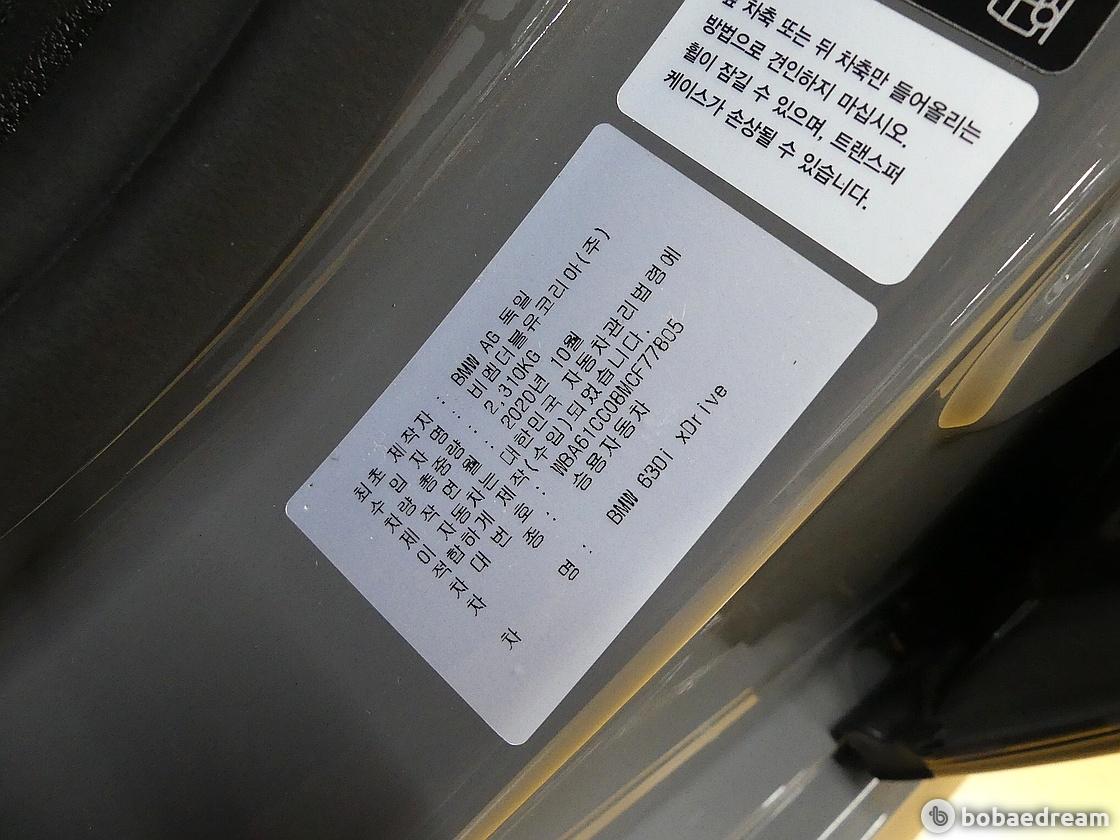 앞 차축 또는 뒤 차축만 들어올리는
방법으로 견인하지 마십시오.
휠이 잠길 수 있으며, 트랜스퍼
케이스가 손상될 수 있습니다.
최초 제작자 : BMW AG 독일
수입자명 : 비엠더블유코리아(주)
차량총중량 : 2,310KG
제작연월 : 2020년 10월
이 자동차는 대한민국 자동차관리법령에
적합하게 제작(수입)되었습니다.
차대번호 : WBA61CC0BMCF77805
차종 : 승용자동차
차명 : BMW 630i xDrive
bobaedream